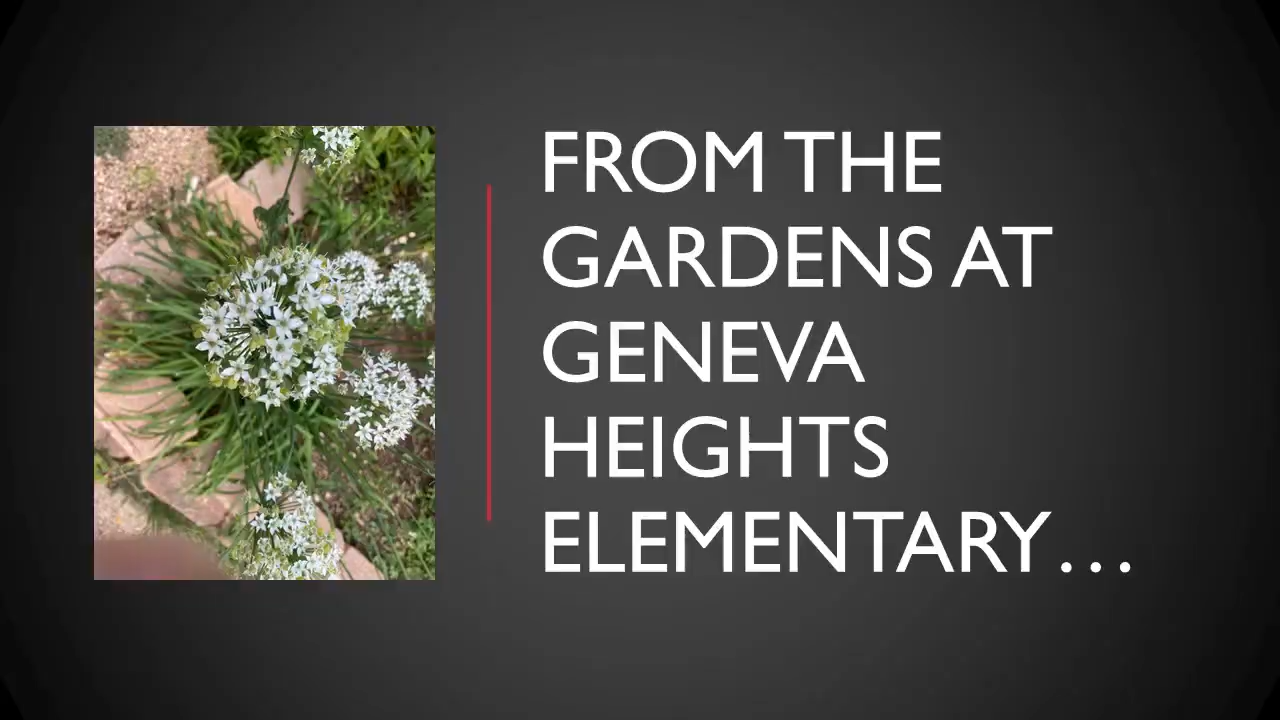 FROM THE
GARDENS AT
GENEVA
HEIGHTS
ELEMENTARY…